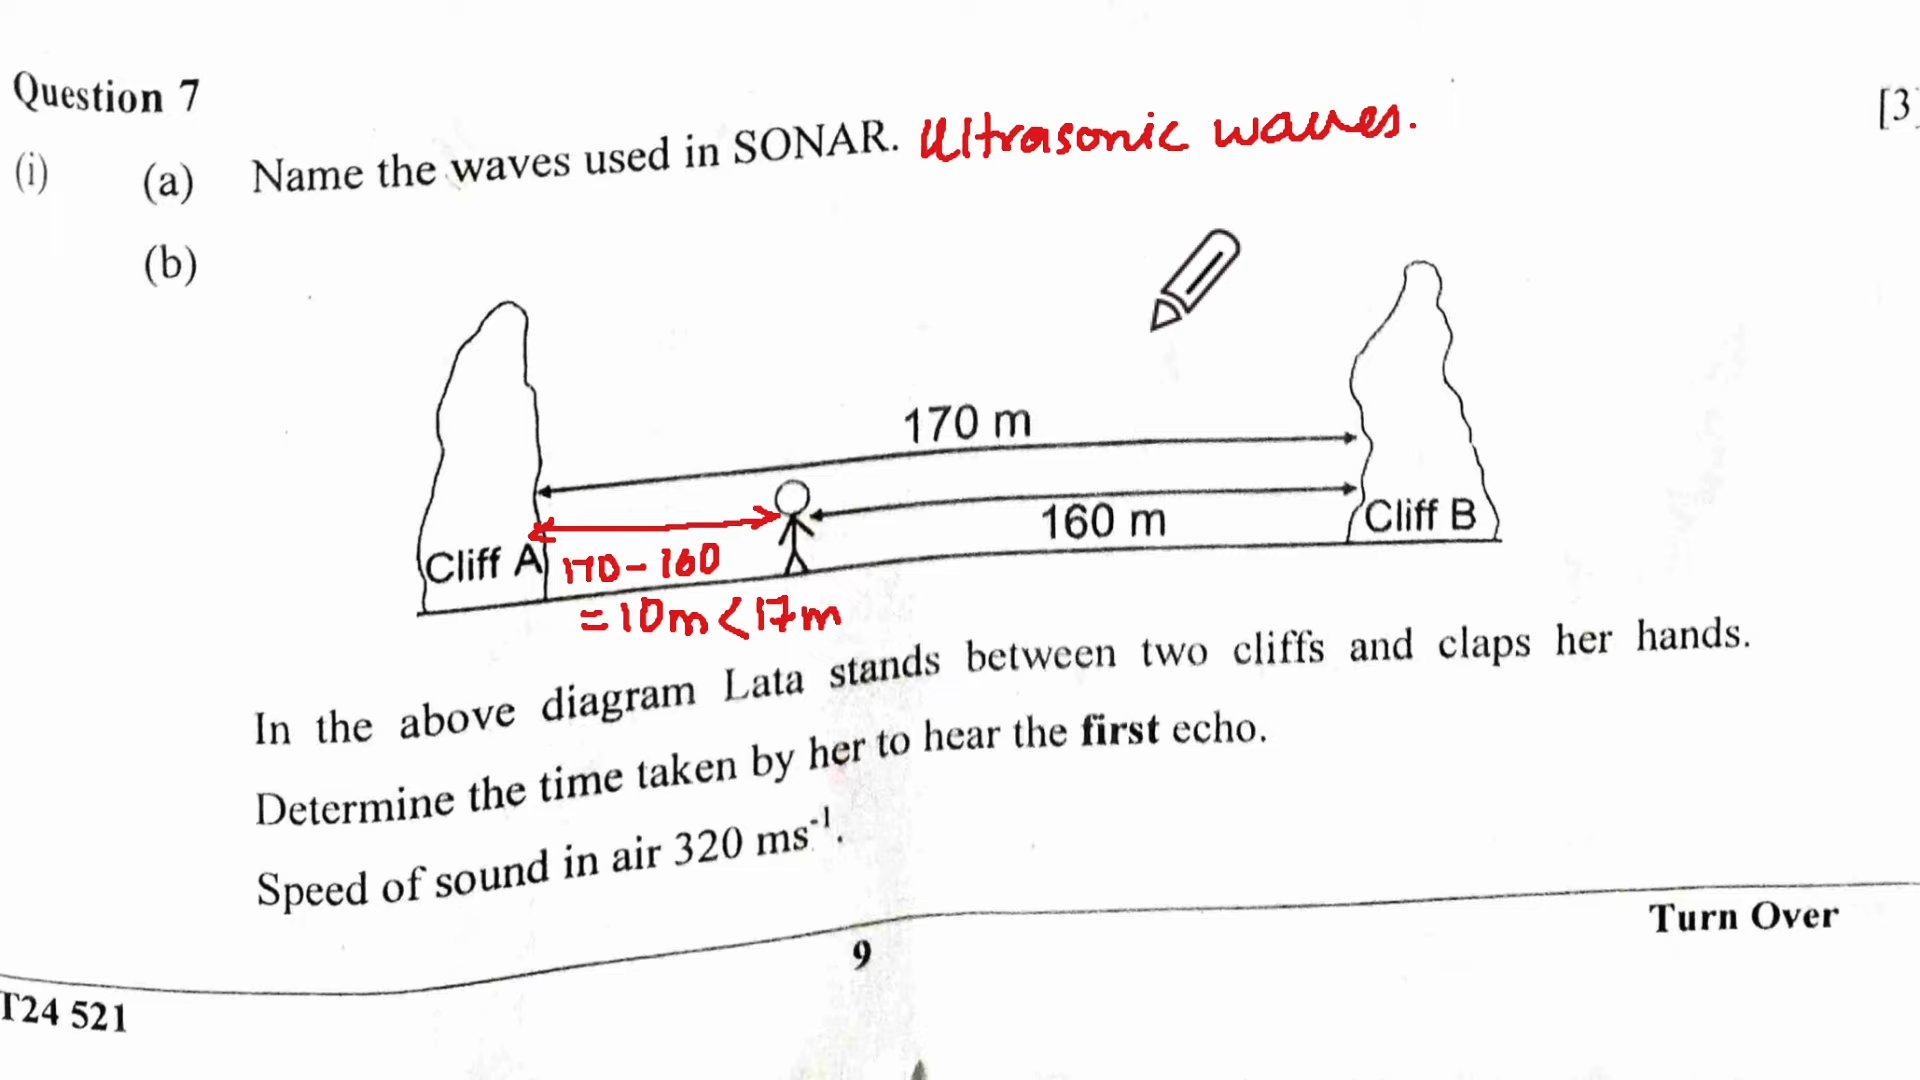 Question 7
[3]
(i) (a) Name the waves used in SONAR. Ultrasonic waves.
(b)
170 m
160 m
Cliff A
Cliff B
170 - 160
= 10m < 17m
In the above diagram Lata stands between two cliffs and claps her hands.
Determine the time taken by her to hear the first echo.
Speed of sound in air 320 ms⁻¹.
9
Turn Over
T24 521